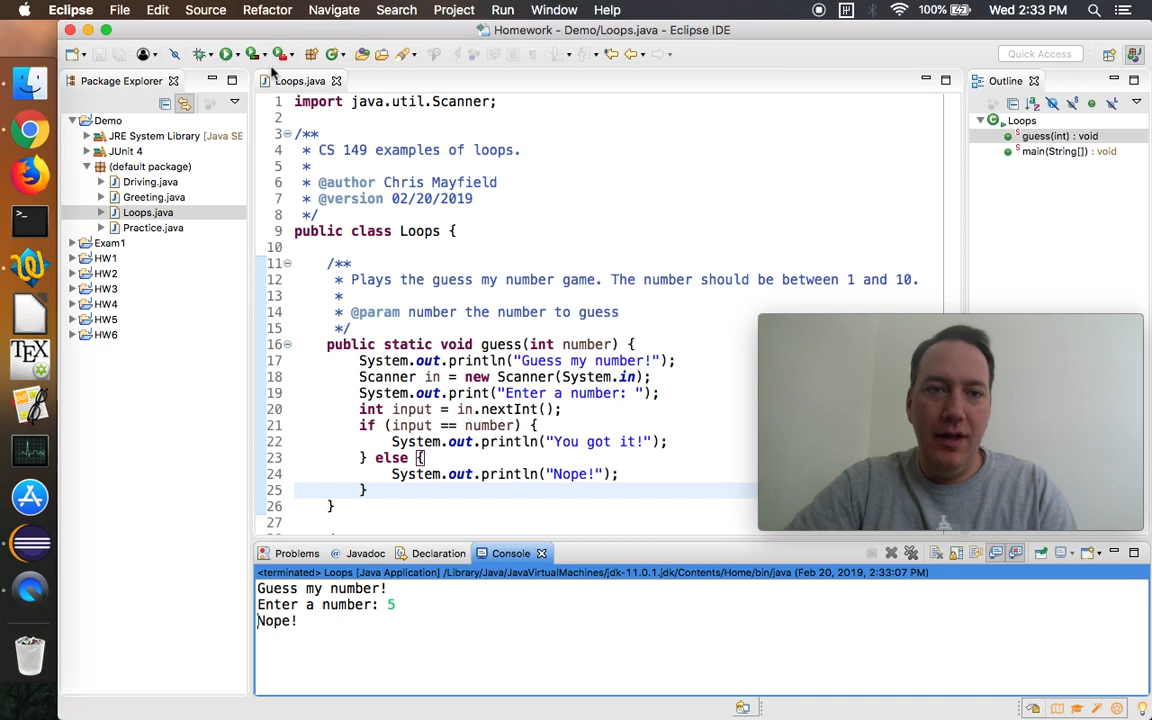 Eclipse File Edit Source Refactor Navigate Search Project Run Window Help 100% Wed 2:33 PM
Homework - Demo/Loops.java - Eclipse IDE
Quick Access
Package Explorer
Loops.java
Outline
Demo
JRE System Library [Java SE
JUnit 4
(default package)
Driving.java
Greeting.java
Loops.java
Practice.java
Exam1
HW1
HW2
HW3
HW4
HW5
HW6
1 import java.util.Scanner;
2
3 /**
4 * CS 149 examples of loops.
5 *
6 * @author Chris Mayfield
7 * @version 02/20/2019
8 */
9 public class Loops {
10
11 /**
12 * Plays the guess my number game. The number should be between 1 and 10.
13 *
14 * @param number the number to guess
15 */
16 public static void guess(int number) {
17 System.out.println("Guess my number!");
18 Scanner in = new Scanner(System.in);
19 System.out.print("Enter a number: ");
20 int input = in.nextInt();
21 if (input == number) {
22 System.out.println("You got it!");
23 } else {
24 System.out.println("Nope!");
25 }
26 }
27
Loops
guess(int) : void
main(String[]) : void
Problems Javadoc Declaration Console
<terminated> Loops [Java Application] /Library/Java/JavaVirtualMachines/jdk-11.0.1.jdk/Contents/Home/bin/java (Feb 20, 2019, 2:33:07 PM)
Guess my number!
Enter a number: 5
Nope!
TEX